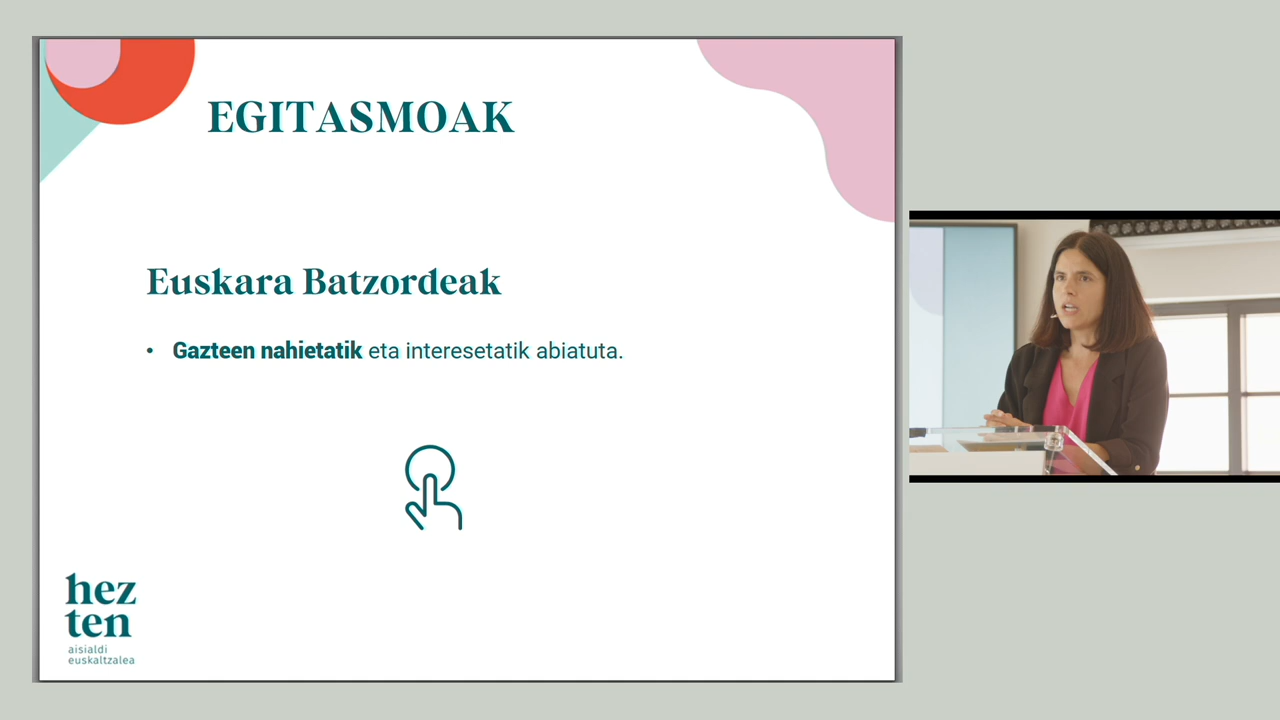 EGITASMOAK
Euskara Batzordeak
• Gazteen nahietatik eta interesetatik abiatuta.
hez
ten
aisialdi
euskaltzalea